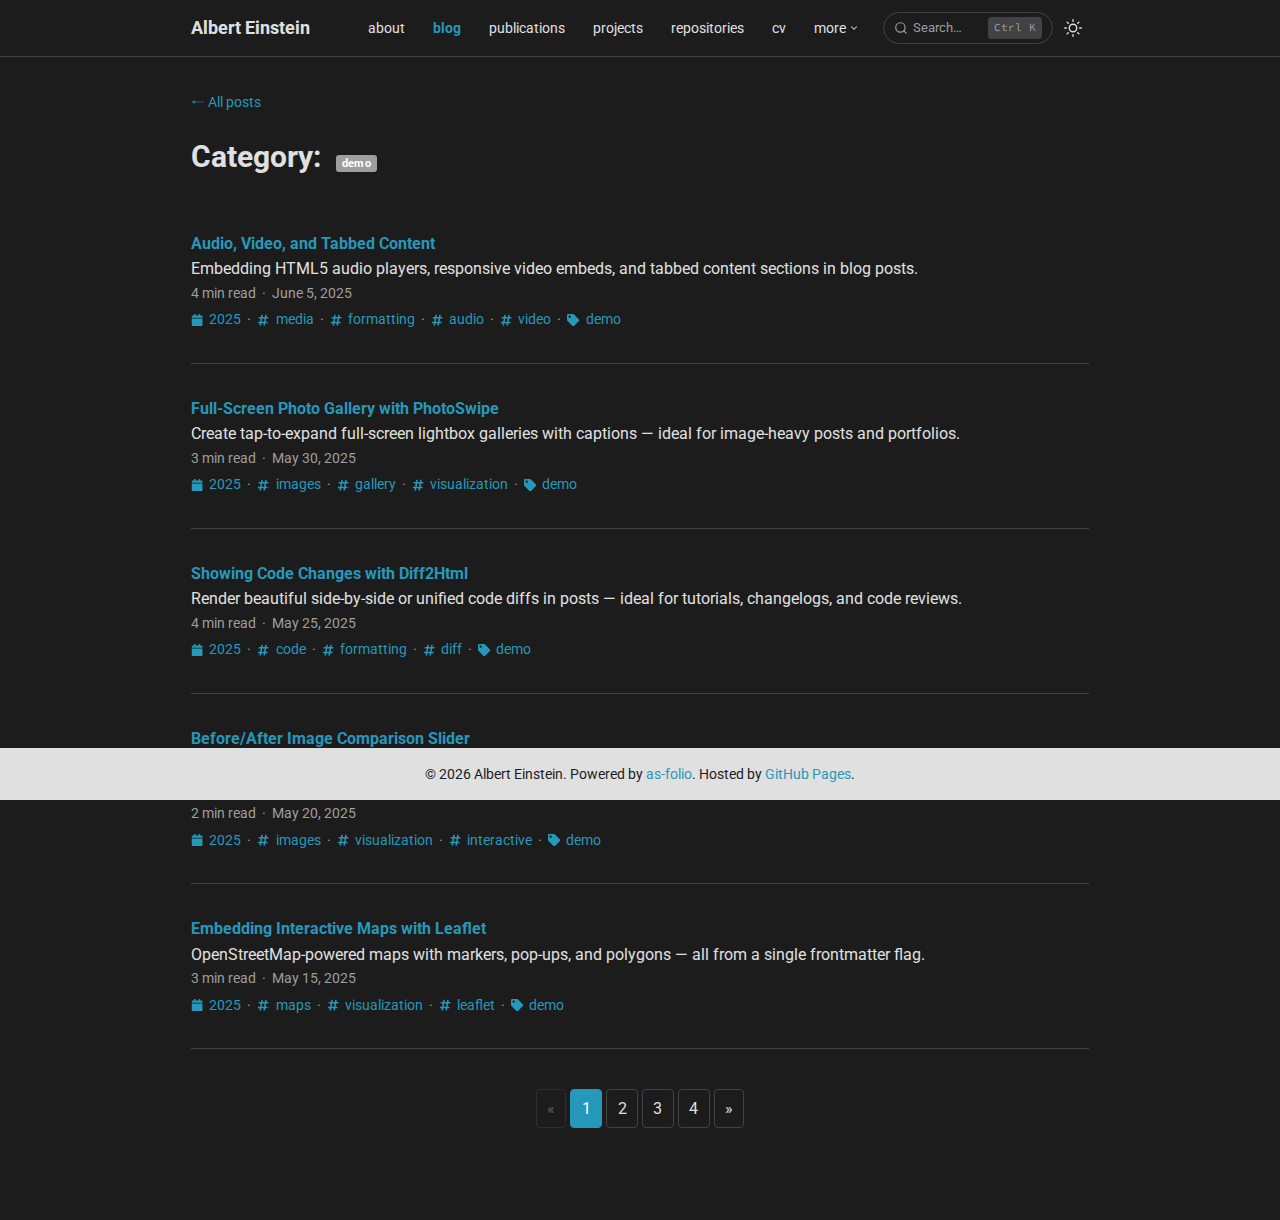 Albert Einstein about blog publications projects repositories cv more Search... Ctrl K
← All posts
Category: demo
Audio, Video, and Tabbed Content
Embedding HTML5 audio players, responsive video embeds, and tabbed content sections in blog posts.
4 min read · June 5, 2025
2025 · # media · # formatting · # audio · # video · demo
Full-Screen Photo Gallery with PhotoSwipe
Create tap-to-expand full-screen lightbox galleries with captions — ideal for image-heavy posts and portfolios.
3 min read · May 30, 2025
2025 · # images · # gallery · # visualization · demo
Showing Code Changes with Diff2Html
Render beautiful side-by-side or unified code diffs in posts — ideal for tutorials, changelogs, and code reviews.
4 min read · May 25, 2025
2025 · # code · # formatting · # diff · demo
Before/After Image Comparison Slider
© 2026 Albert Einstein. Powered by as-folio. Hosted by GitHub Pages.
2 min read · May 20, 2025
2025 · # images · # visualization · # interactive · demo
Embedding Interactive Maps with Leaflet
OpenStreetMap-powered maps with markers, pop-ups, and polygons — all from a single frontmatter flag.
3 min read · May 15, 2025
2025 · # maps · # visualization · # leaflet · demo
« 1 2 3 4 »